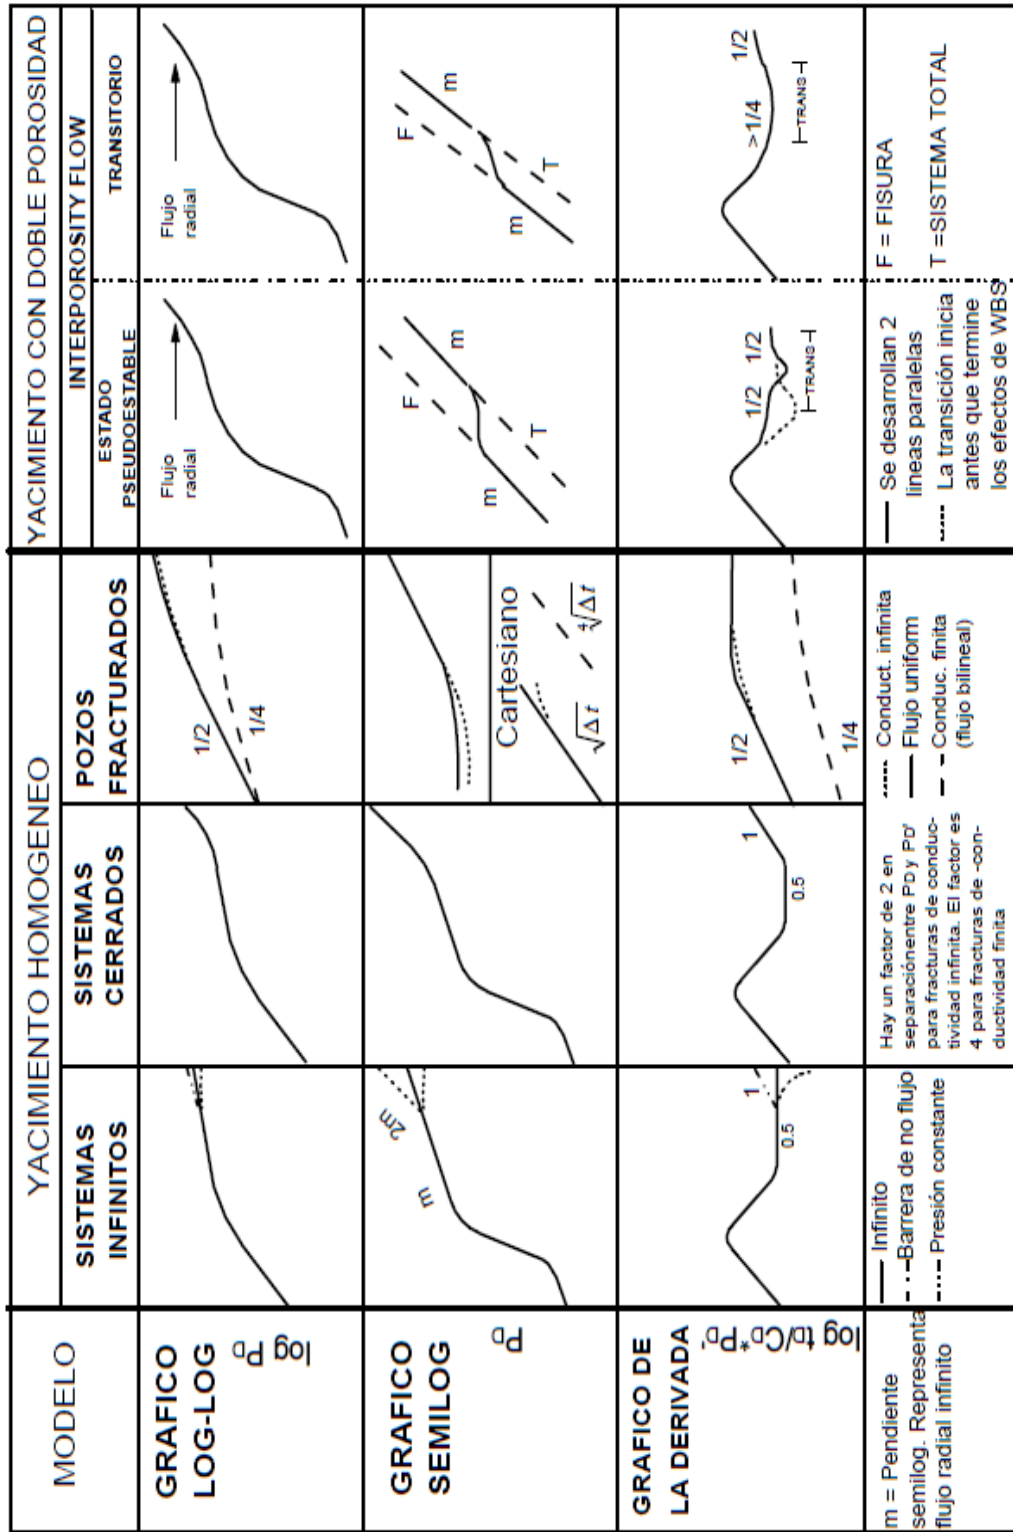 YACIMIENTO HOMOGENEO
YACIMIENTO CON DOBLE POROSIDAD
MODELO
SISTEMAS
INFINITOS
SISTEMAS
CERRADOS
POZOS
FRACTURADOS
INTERPOROSITY FLOW
ESTADO
PSEUDOESTABLE
TRANSITORIO
GRAFICO
LOG-LOG
log PD
1/2
1/4
Flujo
radial
Flujo
radial
GRAFICO
SEMILOG
PD
m
2m
Cartesiano
√Δt
∜Δt
m
F
T
m
m
F
T
m
GRAFICO DE
LA DERIVADA
log tD/CD*PD'
0.5
1
0.5
1
1/2
1/4
1/2
1/2
TRANS
>1/4
1/2
TRANS
m = Pendiente
semilog. Representa
flujo radial infinito
Infinito
Barrera de no flujo
Presión constante
Hay un factor de 2 en
separaciónentre PD y PD'
para fracturas de conduc-
tividad infinita. El factor es
4 para fracturas de -con-
ductividad finita
Conduct. infinita
Flujo uniform
Conduc. finita
(flujo bilineal)
Se desarrollan 2
lineas paralelas
La transición inicia
antes que termine
los efectos de WBS
F = FISURA
T =SISTEMA TOTAL